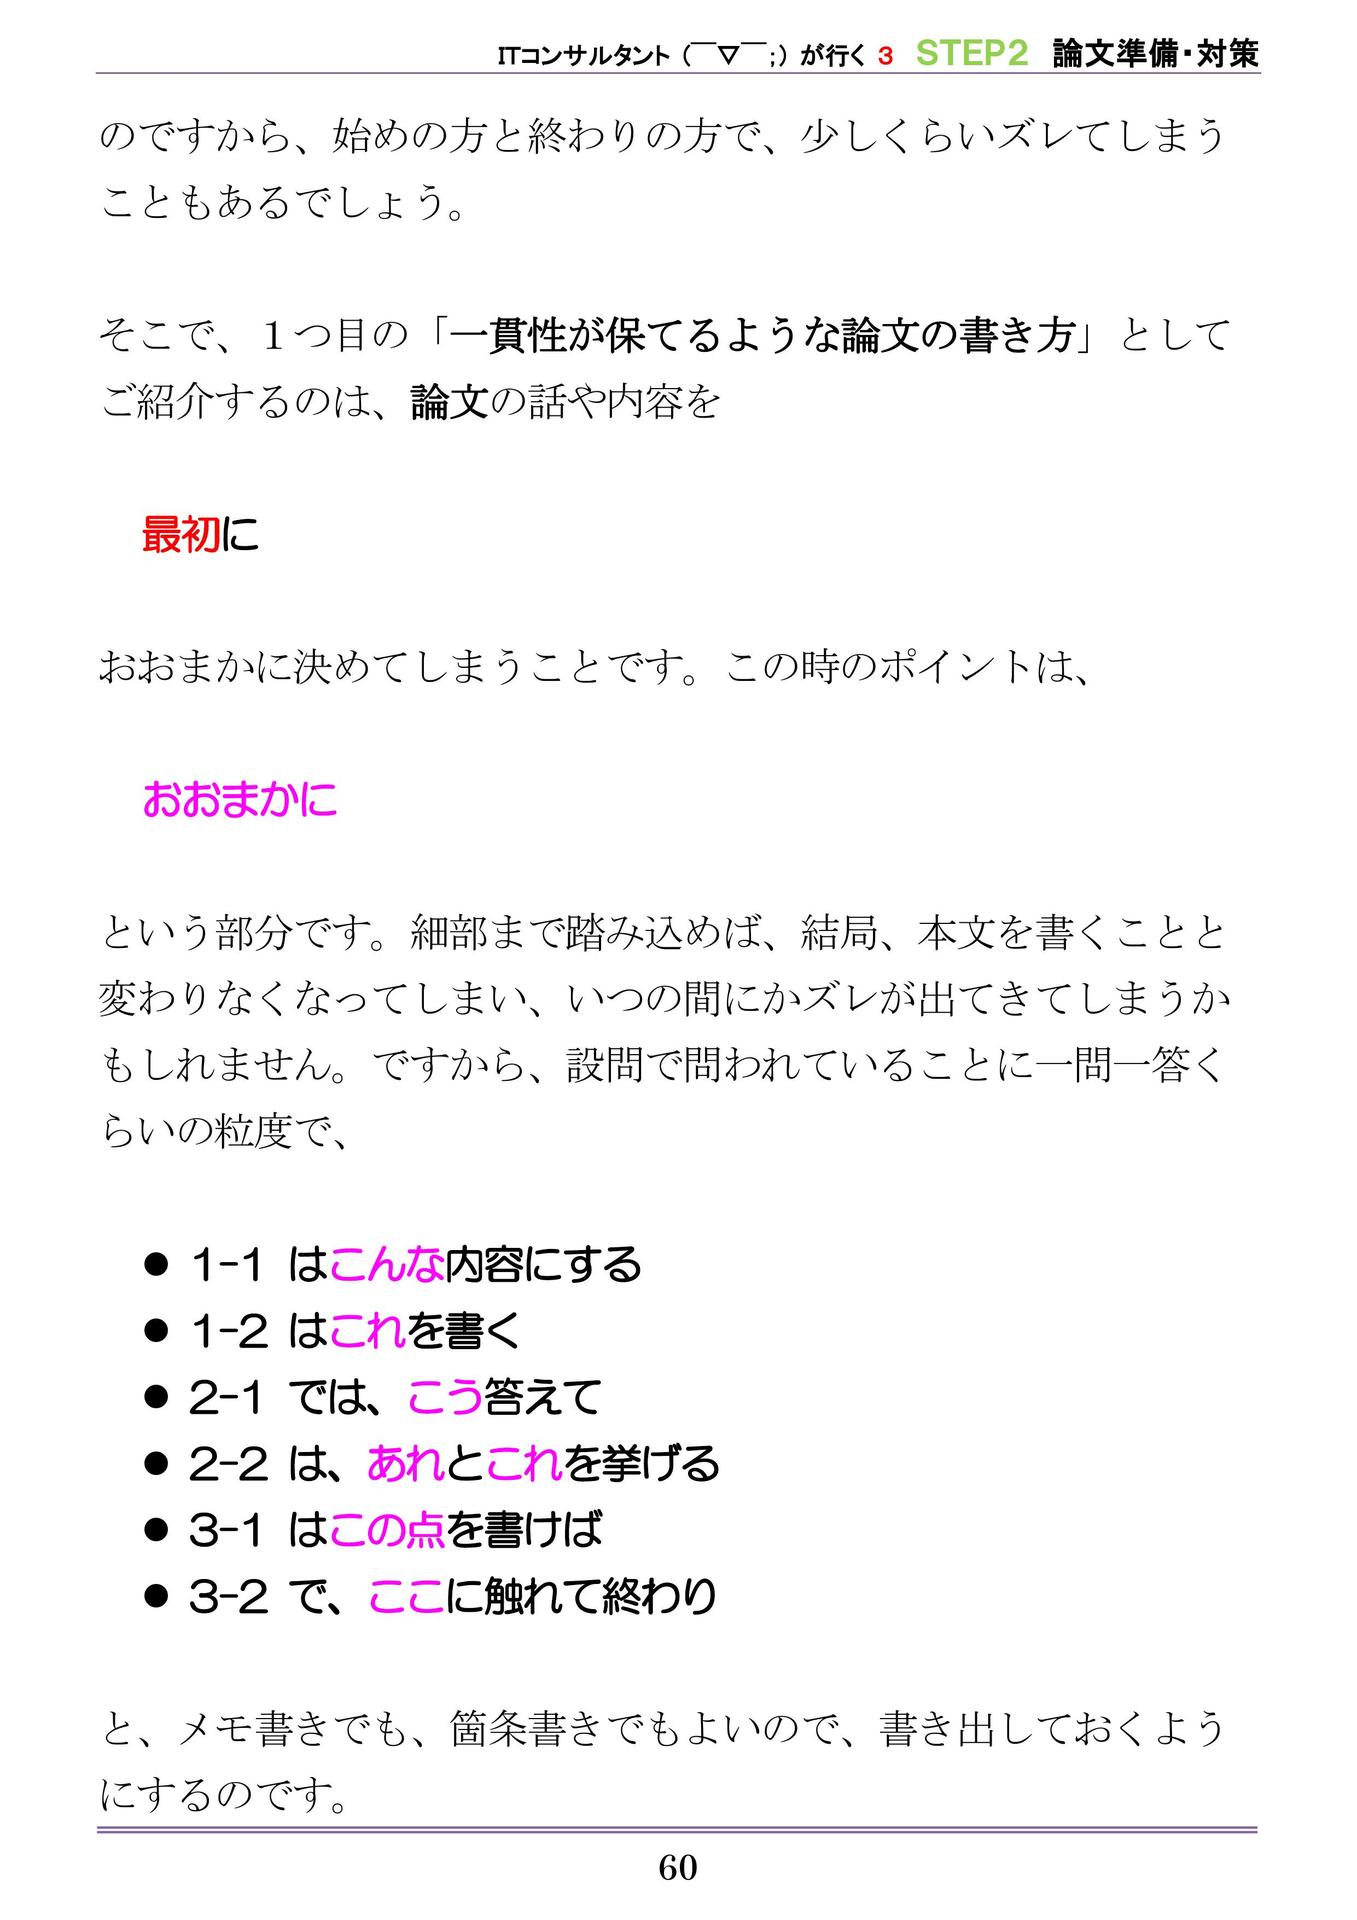 ITコンサルタント（￣▽￣;）が行く 3 STEP2 論文準備・対策
のですから、始めの方と終わりの方で、少しくらいズレてしまう
こともあるでしょう。
そこで、１つ目の「一貫性が保てるような論文の書き方」として
ご紹介するのは、論文の話や内容を
最初に
おおまかに決めてしまうことです。この時のポイントは、
おおまかに
という部分です。細部まで踏み込めば、結局、本文を書くことと
変わりなくなってしまい、いつの間にかズレが出てきてしまうか
もしれません。ですから、設問で問われていることに一問一答く
らいの粒度で、
● 1-1 はこんな内容にする
● 1-2 はこれを書く
● 2-1 では、こう答えて
● 2-2 は、あれとこれを挙げる
● 3-1 はこの点を書けば
● 3-2 で、ここに触れて終わり
と、メモ書きでも、箇条書きでもよいので、書き出しておくよう
にするのです。
60